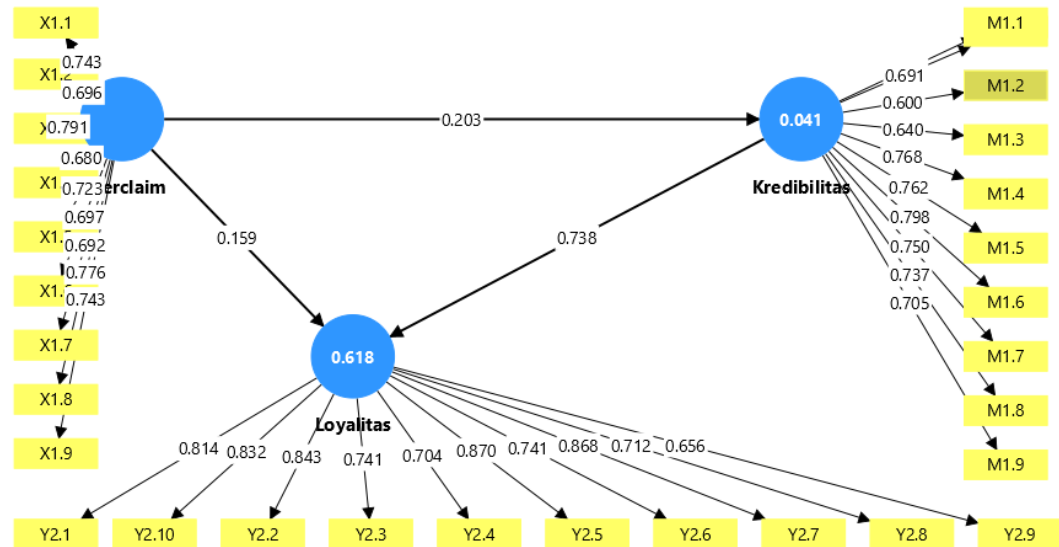 X1.1
M1.1
0.743
X1.2
0.691
0.696
M1.2
0.600
0.791
0.203
0.041
0.640
M1.3
0.680
0.768
X1.
0.723
erclaim
Kredibilitas
0.762
M1.4
0.697
0.798
X1.
0.692
0.159
0.738
0.750
M1.5
0.776
0.737
X1.
0.743
0.705
M1.6
X1.7
0.618
M1.7
X1.8
M1.8
Loyalitas
X1.9
0.814
0.832
0.843
0.741
0.704
0.870
0.741
0.868
0.712
0.656
M1.9
Y2.1
Y2.10
Y2.2
Y2.3
Y2.4
Y2.5
Y2.6
Y2.7
Y2.8
Y2.9